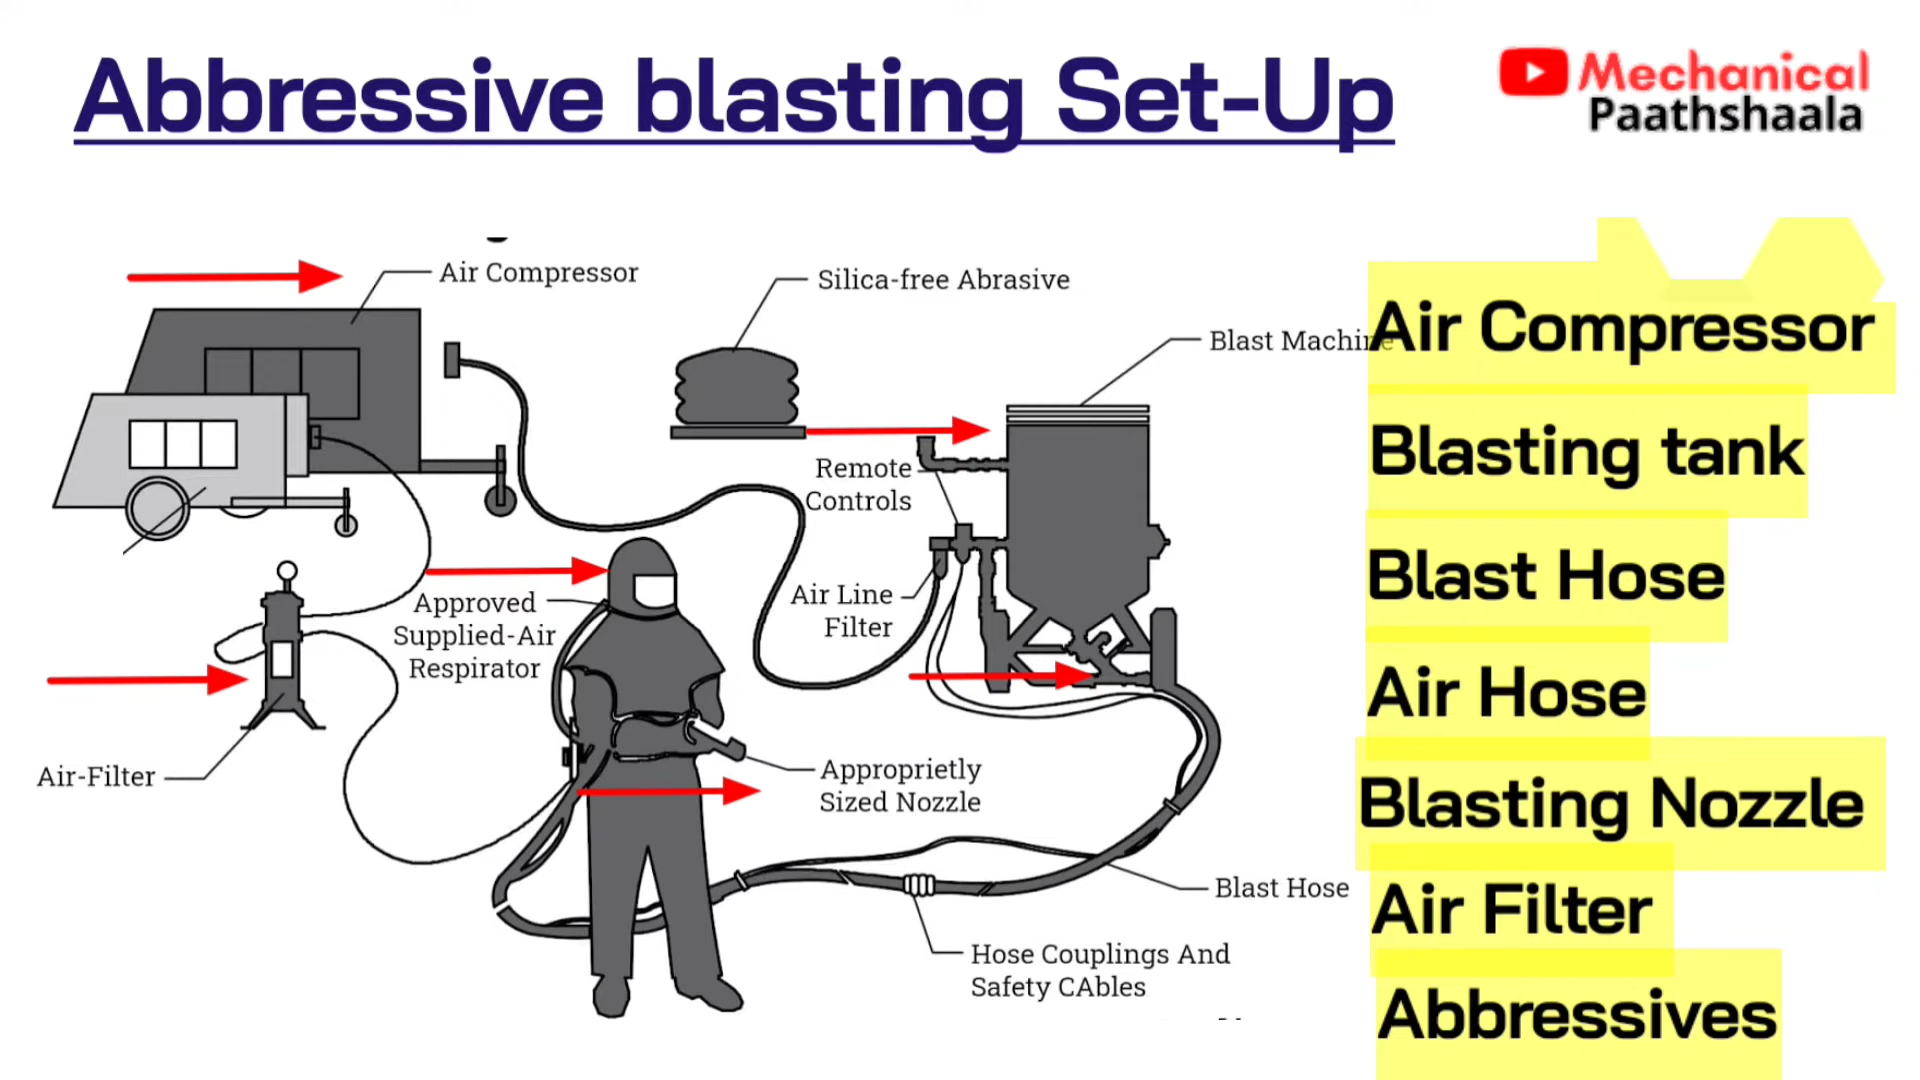 Abbressive blasting Set-Up
Mechanical
Paathshaala
Air Compressor
Silica-free Abrasive
Blast Machine
Remote
Controls
Air Line
Filter
Approved
Supplied-Air
Respirator
Air-Filter
Approprietly
Sized Nozzle
Blast Hose
Hose Couplings And
Safety CAbles
Air Compressor
Blasting tank
Blast Hose
Air Hose
Blasting Nozzle
Air Filter
Abbressives